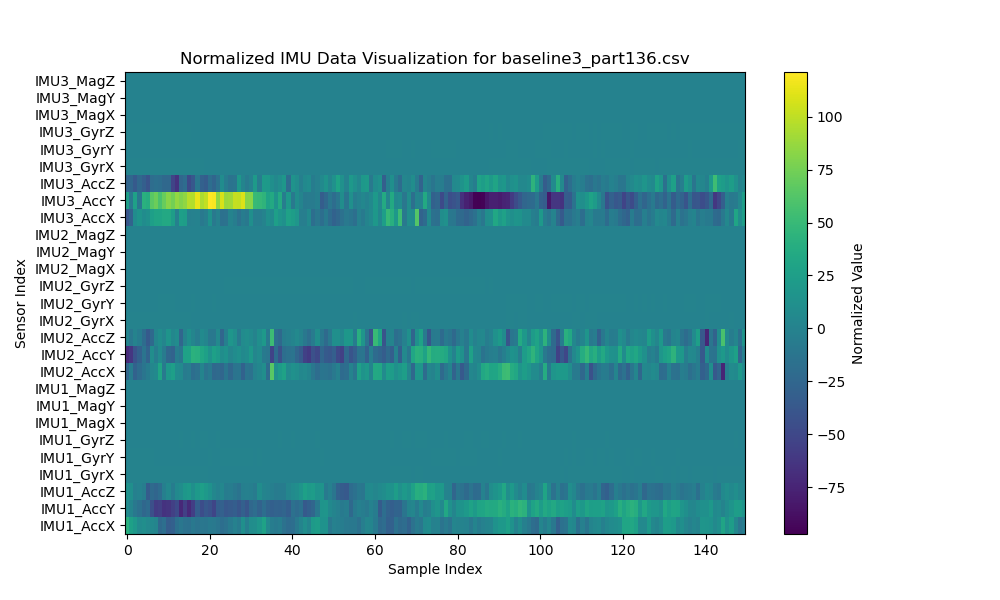 Normalized IMU Data Visualization for baseline3_part136.csv
IMU3_MagZ
IMU3_MagY
IMU3_MagX
IMU3_GyrZ
IMU3_GyrY
IMU3_GyrX
IMU3_AccZ
IMU3_AccY
IMU3_AccX
IMU2_MagZ
IMU2_MagY
IMU2_MagX
IMU2_GyrZ
IMU2_GyrY
IMU2_GyrX
IMU2_AccZ
IMU2_AccY
IMU2_AccX
IMU1_MagZ
IMU1_MagY
IMU1_MagX
IMU1_GyrZ
IMU1_GyrY
IMU1_GyrX
IMU1_AccZ
IMU1_AccY
IMU1_AccX
Sensor Index
0 20 40 60 80 100 120 140
Sample Index
100
75
50
25
0
−25
−50
−75
Normalized Value